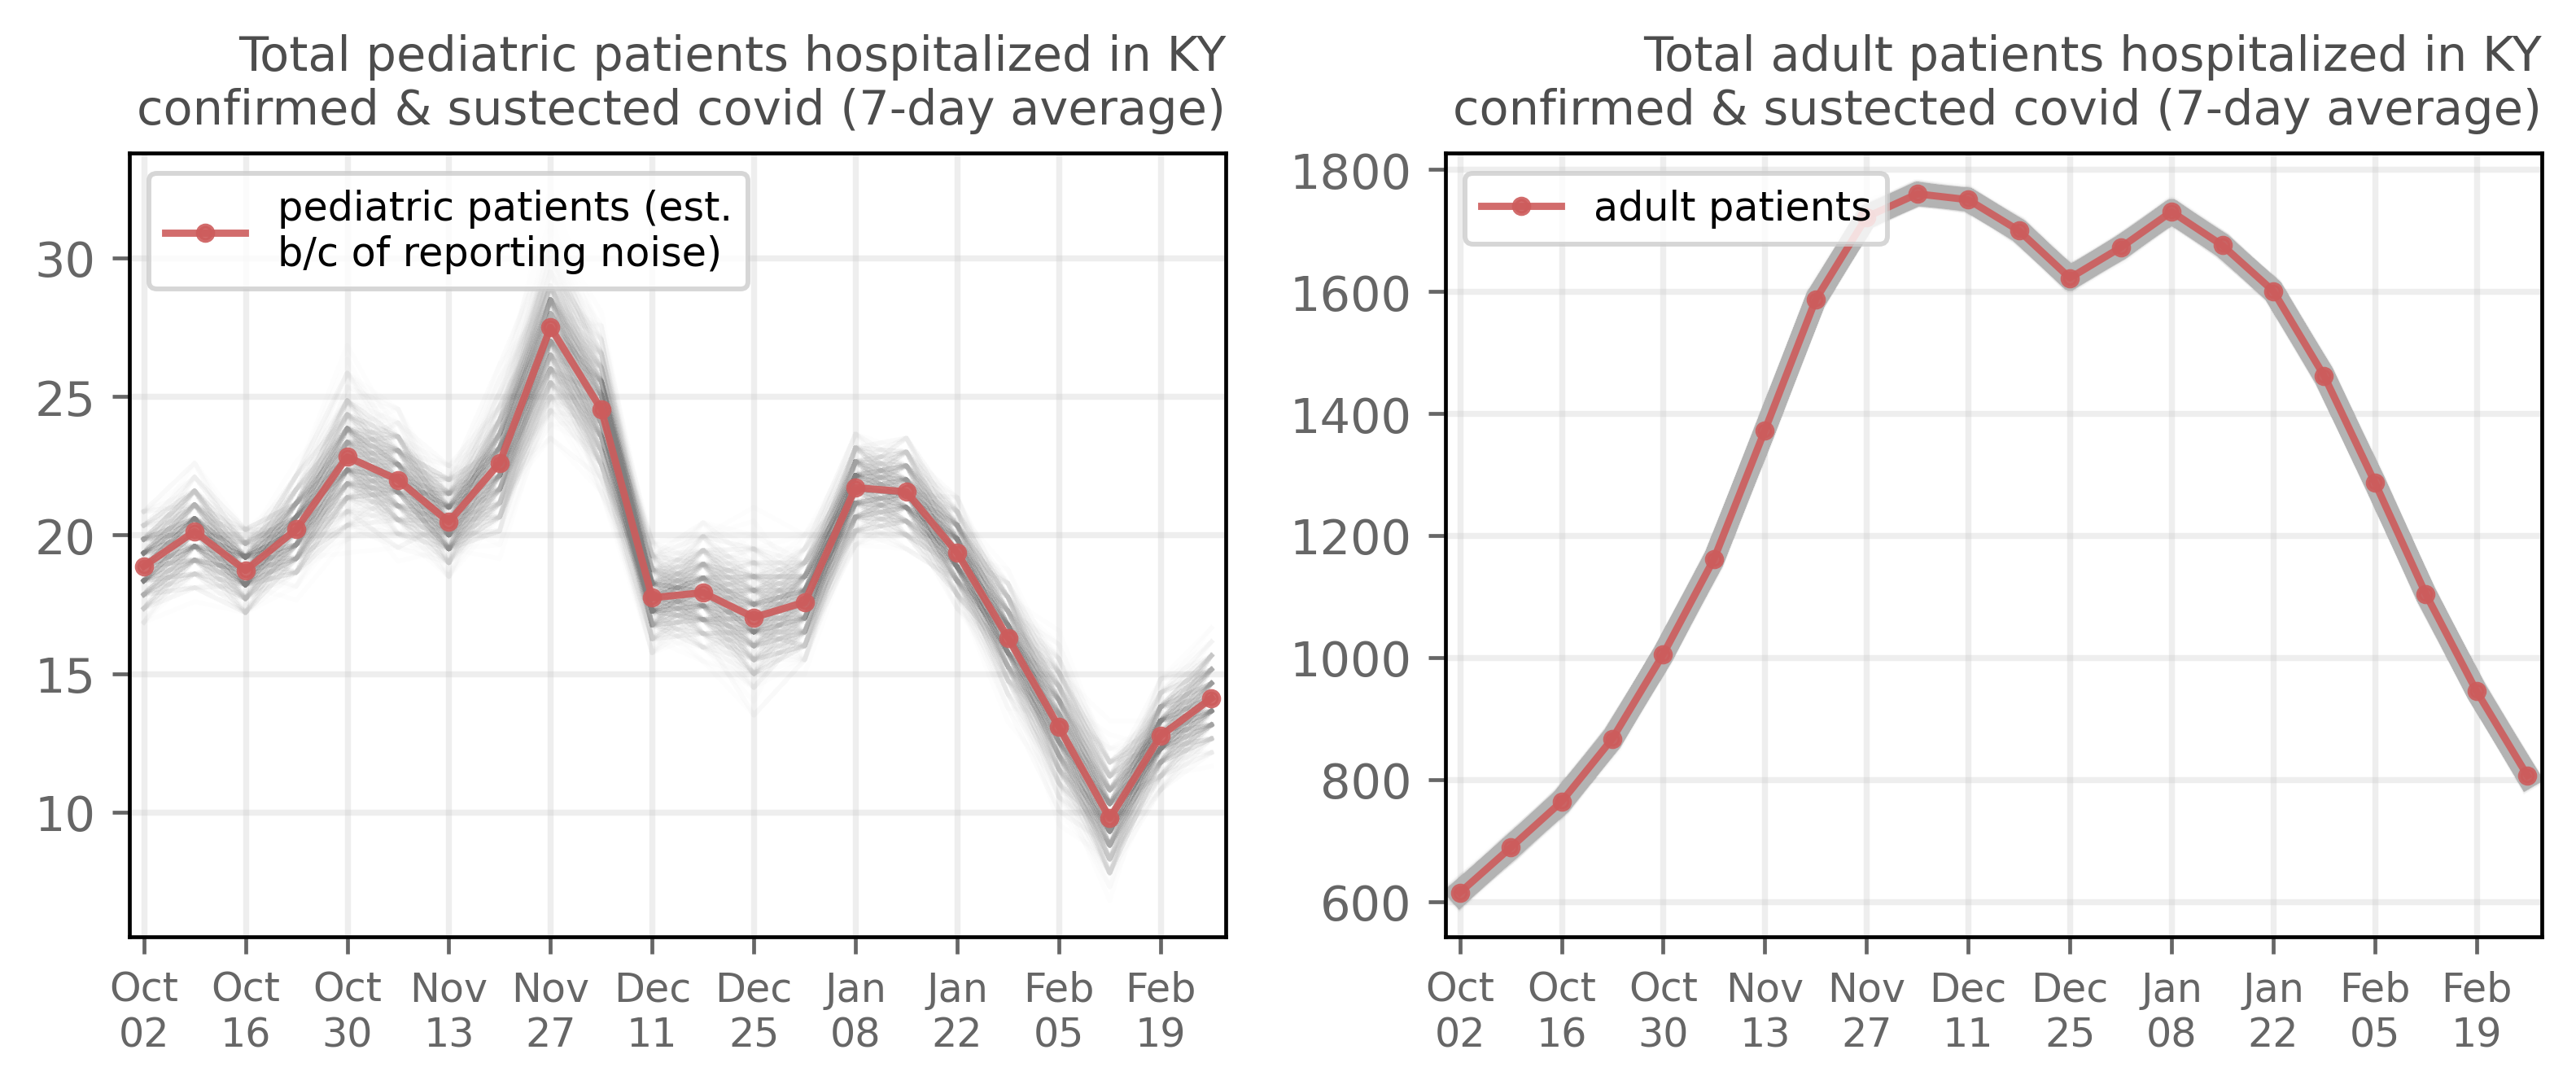 Total pediatric patients hospitalized in KY
confirmed & sustected covid (7-day average)
pediatric patients (est.
b/c of reporting noise)
30
25
20
15
10
Oct Oct Oct Nov Nov Dec Dec Jan Jan Feb Feb
02 16 30 13 27 11 25 08 22 05 19
Total adult patients hospitalized in KY
confirmed & sustected covid (7-day average)
adult patients
1800
1600
1400
1200
1000
800
600
Oct Oct Oct Nov Nov Dec Dec Jan Jan Feb Feb
02 16 30 13 27 11 25 08 22 05 19